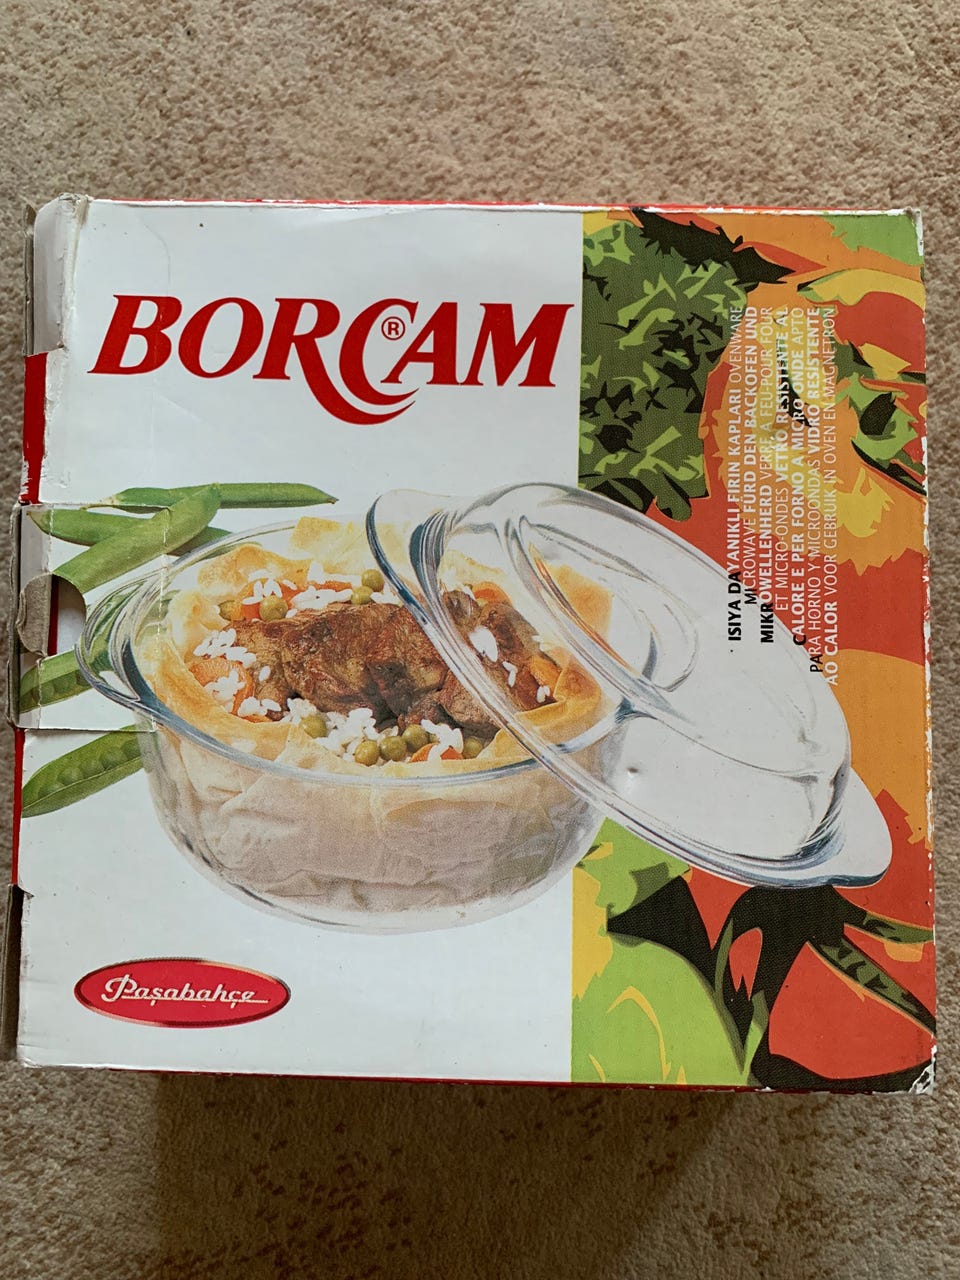 BORCAM
®
ISIYA DAYANIKLI FIRIN KAPLARI OVENWARE
MICROWAVE FÜRD DEN BACKOFEN UND
MIKROWELLENHERD VERRE A FEU-POUR FOUR
ET MICRO-ONDES VETRO RESISTENTE AL
CALORE E PER FORNO A MICRO ONDE APTO
PARA HORNO Y MICROONDAS VIDRO RESISTENTE
AO CALOR VOOR GEBRUIK IN OVEN EN MAGNETRON
Paşabahçe